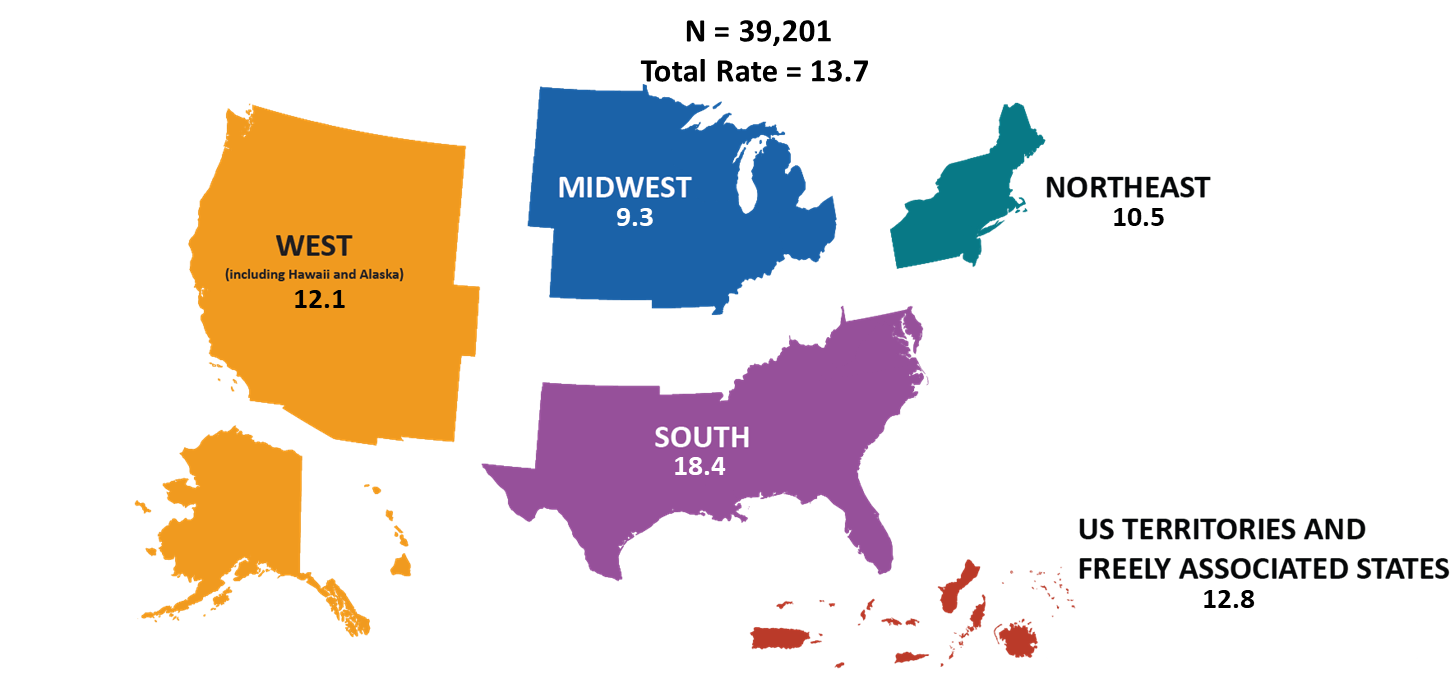 N = 39,201
Total Rate = 13.7
MIDWEST
9.3
NORTHEAST
10.5
WEST
(including Hawaii and Alaska)
12.1
SOUTH
18.4
US TERRITORIES AND
FREELY ASSOCIATED STATES
12.8